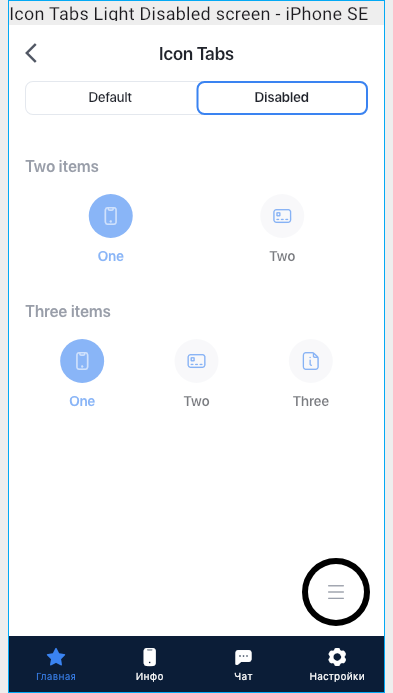 Icon Tabs Light Disabled screen - iPhone SE
Icon Tabs
Default Disabled
Two items
One Two
Three items
One Two Three
Главная Инфо Чат Настройки